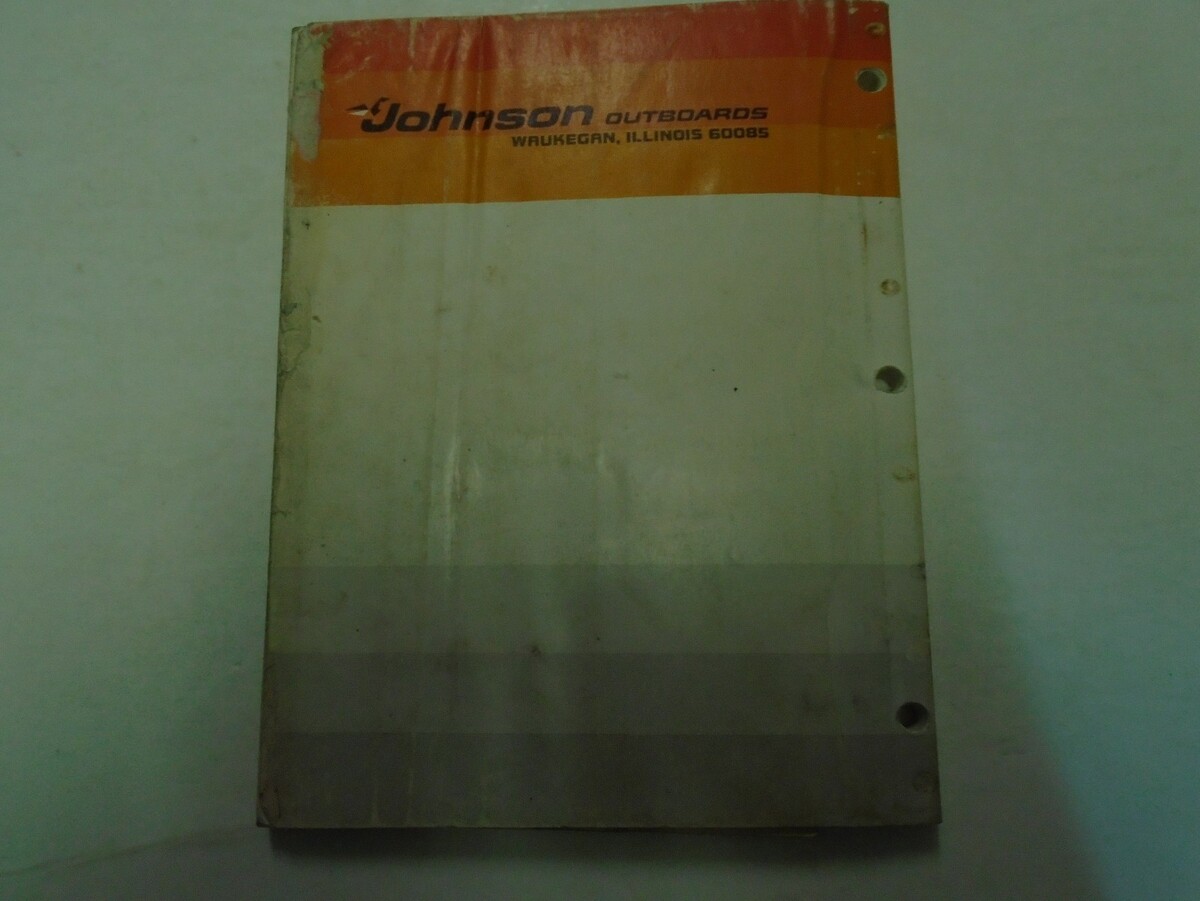 Johnson OUTBOARDS
WAUKEGAN, ILLINOIS 60085